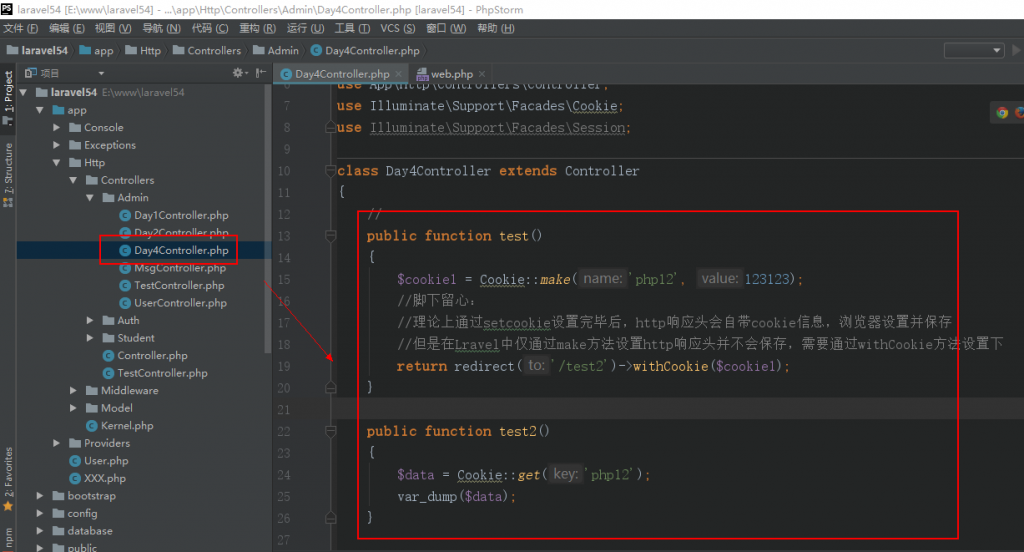 laravel54 [E:\www\laravel54] - ...\app\Http\Controllers\Admin\Day4Controller.php [laravel54] - PhpStorm
文件 (F) 编辑 (E) 视图 (V) 导航 (N) 代码 (C) 重构 (R) 运行 (U) 工具 (T) VCS (S) 窗口 (W) 帮助 (H)
laravel54 app Http Controllers Admin Day4Controller.php
1: Project
7: Structure
2: Favorites
npm
项目
laravel54 E:\www\laravel54
app
Console
Exceptions
Http
Controllers
Admin
Day1Controller.php
Day2Controller.php
Day4Controller.php
MsgController.php
TestController.php
UserController.php
Auth
Student
Controller.php
TestController.php
Middleware
Model
Kernel.php
Providers
User.php
XXX.php
bootstrap
config
database
public
Day4Controller.php web.php
6 use App\http\Controllers\Controller;
7 use Illuminate\Support\Facades\Cookie;
8 use Illuminate\Support\Facades\Session;
9
10 class Day4Controller extends Controller
11 {
12 //
13 public function test()
14 {
15 $cookie1 = Cookie::make( name: 'php12', value: 123123);
16 //脚下留心：
17 //理论上通过setcookie设置完毕后，http响应头会自带cookie信息，浏览器设置并保存
18 //但是在Lravel中仅通过make方法设置http响应头并不会保存，需要通过withCookie方法设置下
19 return redirect( to: '/test2')->withCookie($cookie1);
20 }
21
22 public function test2()
23 {
24 $data = Cookie::get( key: 'php12');
25 var_dump($data);
26 }
27